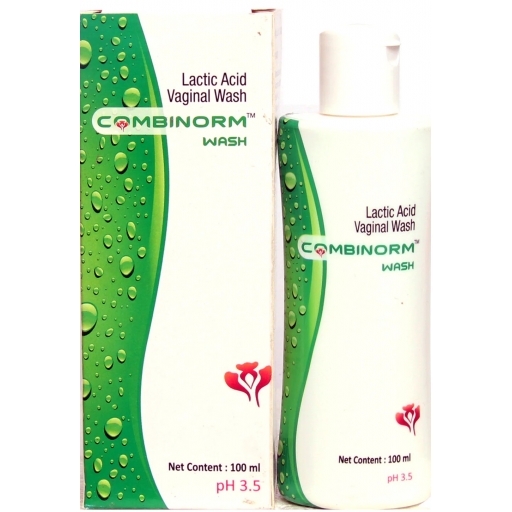 Lactic Acid
Vaginal Wash
COMBINORM™
WASH
Net Content : 100 ml
pH 3.5
Lactic Acid
Vaginal Wash
COMBINORM™
WASH
Net Content : 100 ml
pH 3.5